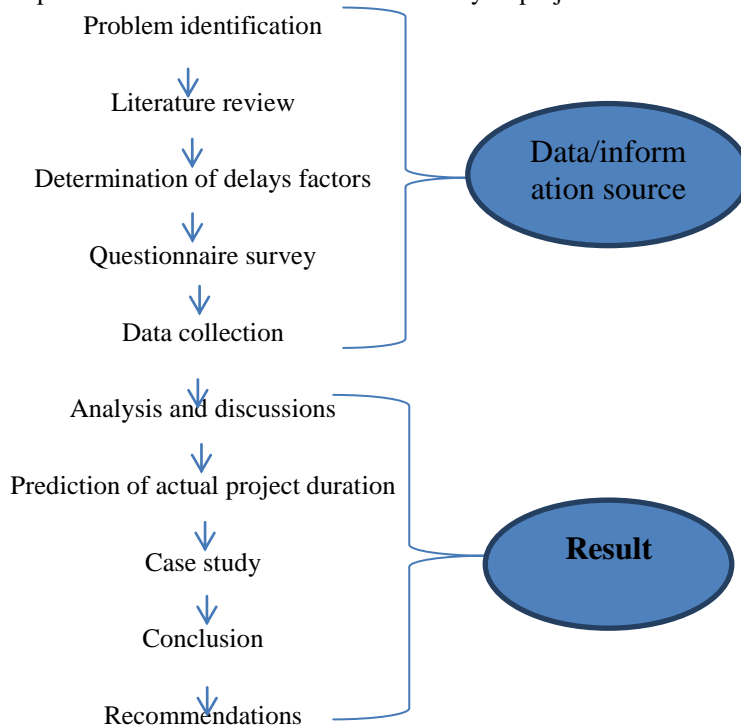 Problem identification
Literature review
Determination of delays factors
Questionnaire survey
Data collection
Data/inform
ation source
Analysis and discussions
Prediction of actual project duration
Case study
Conclusion
Recommendations
Result